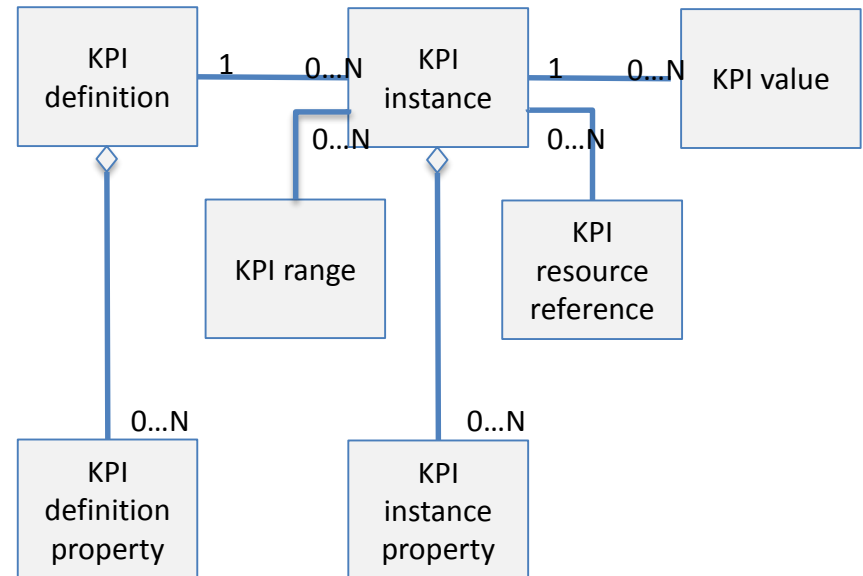 KPI
definition
1
0...N
KPI
instance
1
0...N
KPI value
0...N
0...N
KPI range
KPI
resource
reference
0...N
0...N
KPI
definition
property
KPI
instance
property